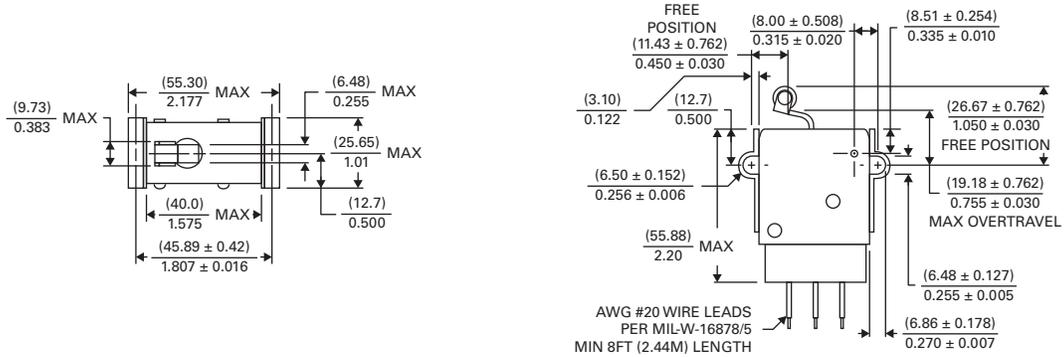 (55.30)
2.177 MAX
(6.48)
0.255 MAX
(9.73)
0.383 MAX
(25.65)
1.01 MAX
(40.0)
1.575 MAX
(12.7)
0.500
(45.89 ± 0.42)
1.807 ± 0.016
FREE
POSITION
(11.43 ± 0.762)
0.450 ± 0.030
(8.00 ± 0.508)
0.315 ± 0.020
(8.51 ± 0.254)
0.335 ± 0.010
(3.10)
0.122
(12.7)
0.500
(26.67 ± 0.762)
1.050 ± 0.030
FREE POSITION
(6.50 ± 0.152)
0.256 ± 0.006
(19.18 ± 0.762)
0.755 ± 0.030
MAX OVERTRAVEL
(55.88)
2.20 MAX
(6.48 ± 0.127)
0.255 ± 0.005
AWG #20 WIRE LEADS
PER MIL-W-16878/5
MIN 8FT (2.44M) LENGTH
(6.86 ± 0.178)
0.270 ± 0.007